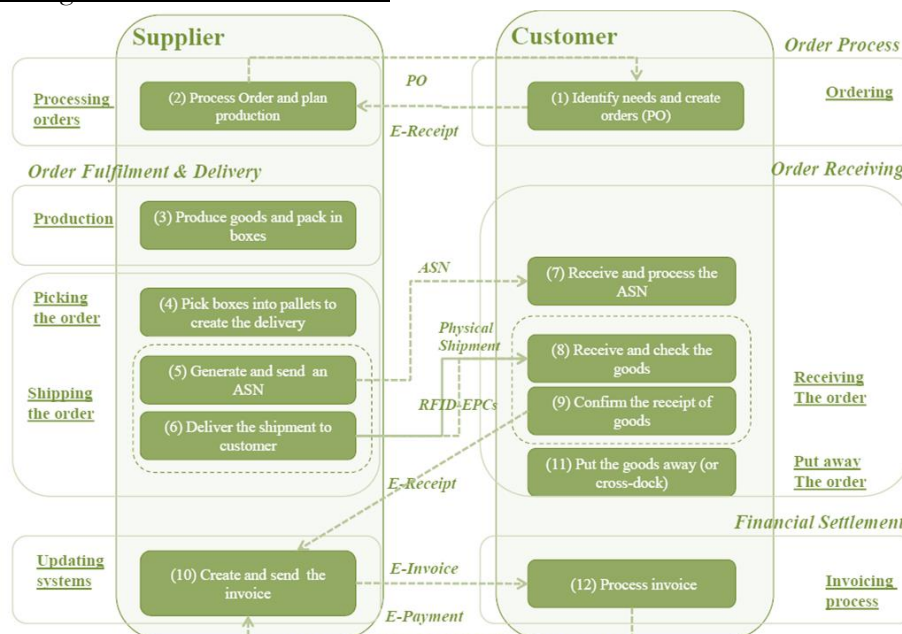 Supplier
Customer
Order Process
PO
Processing
orders
(2) Process Order and plan
production
(1) Identify needs and create
orders (PO)
Ordering
E-Receipt
Order Fulfilment & Delivery
Order Receiving
Production
(3) Produce goods and pack in
boxes
ASN
(7) Receive and process the
ASN
Picking
the order
(4) Pick boxes into pallets to
create the delivery
Physical
Shipment
(8) Receive and check the
goods
Shipping
the order
(5) Generate and send an
ASN
RFID-EPCs
Receiving
The order
(6) Deliver the shipment to
customer
(9) Confirm the receipt of
goods
E-Receipt
(11) Put the goods away (or
cross-dock)
Put away
The order
Financial Settlement
Updating
systems
(10) Create and send the
invoice
E-Invoice
(12) Process invoice
Invoicing
process
E-Payment